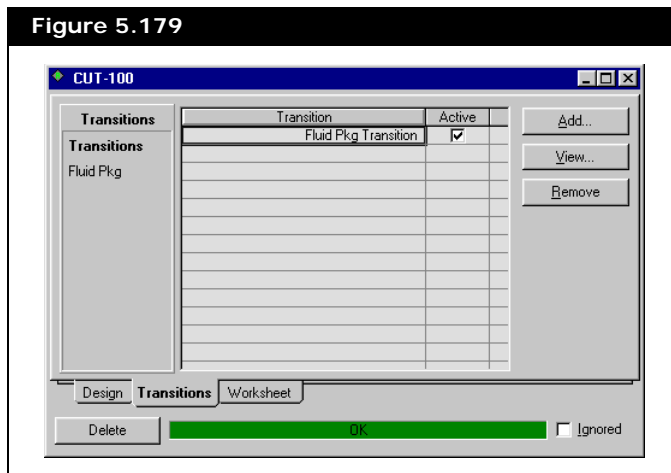 Figure 5.179
CUT-100
Transitions
Transitions
Fluid Pkg
Transition Active
Fluid Pkg Transition
Add...
View...
Remove
Design Transitions Worksheet
Delete OK Ignored